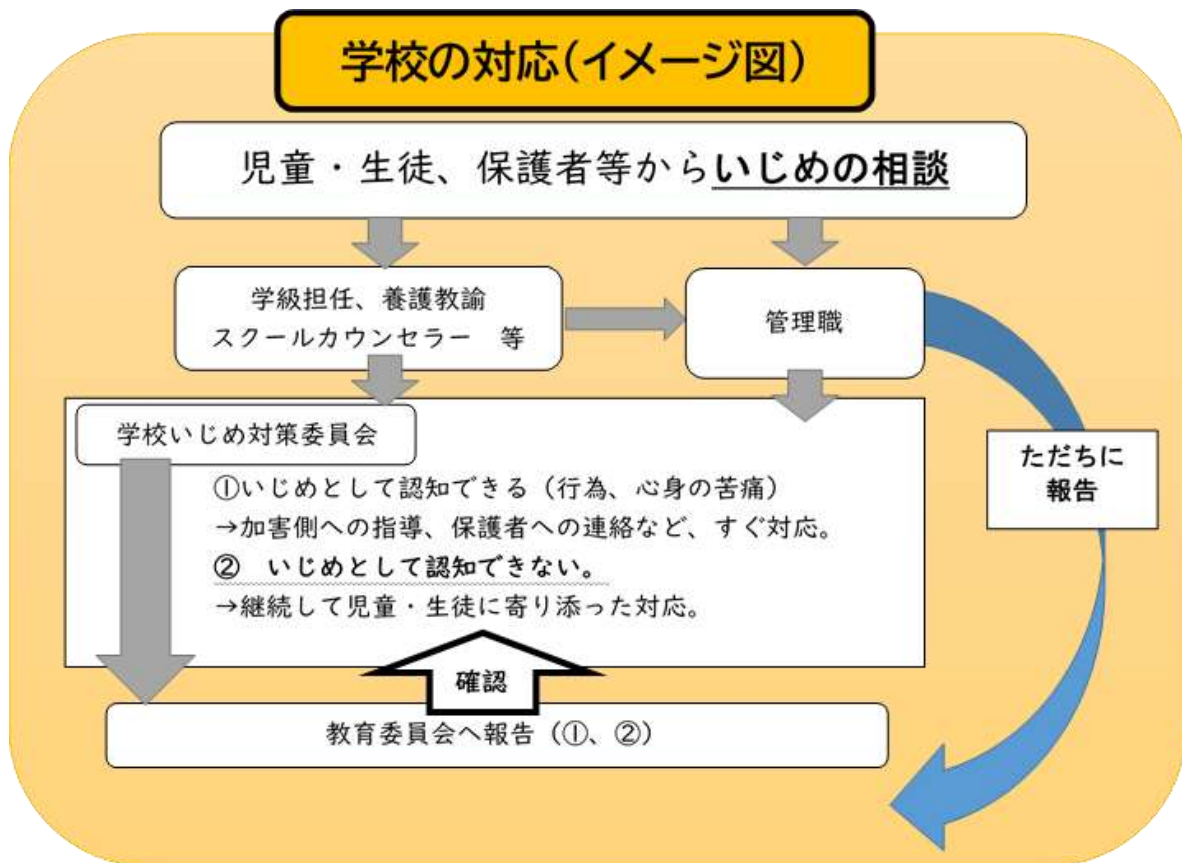 学校の対応(イメージ図)
児童・生徒、保護者等からいじめの相談
学級担任、養護教諭
スクールカウンセラー　等
管理職
学校いじめ対策委員会
①いじめとして認知できる（行為、心身の苦痛）
→加害側への指導、保護者への連絡など、すぐ対応。
②　いじめとして認知できない。
→継続して児童・生徒に寄り添った対応。
ただちに
報告
確認
教育委員会へ報告（①、②）